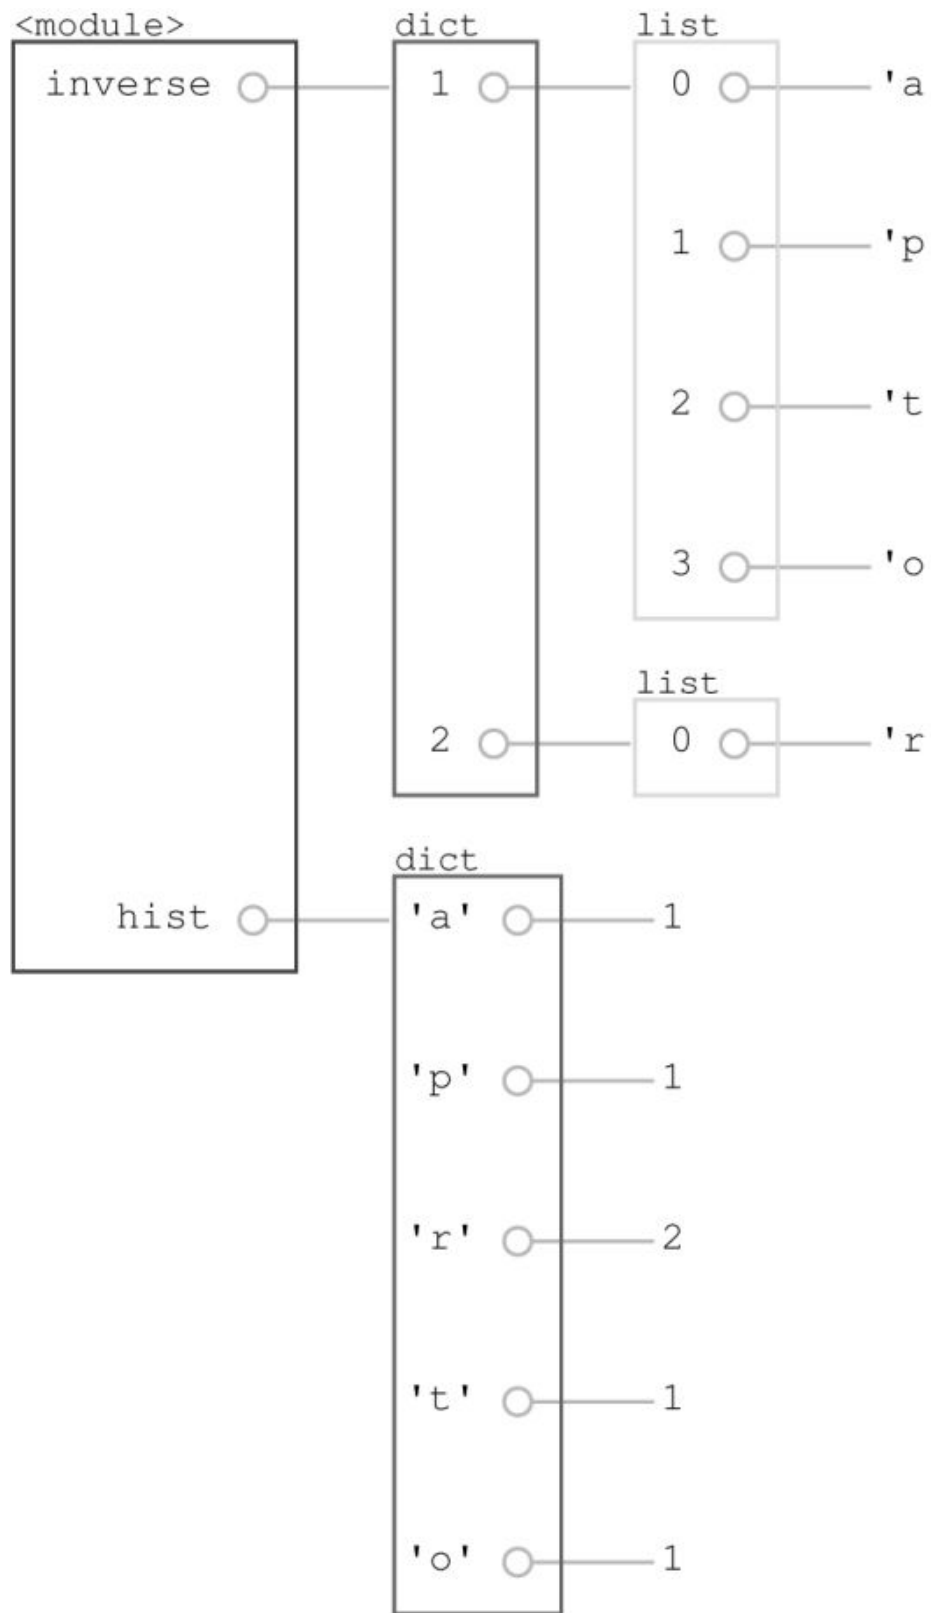 <module> dict list
inverse 1 0 'a
1 'p
2 't
3 'o
list
2 0 'r
dict
hist 'a' 1
'p' 1
'r' 2
't' 1
'o' 1